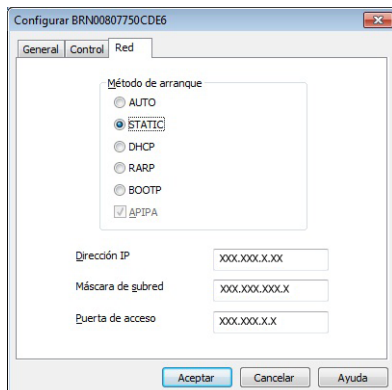 Configurar BRN00807750CDE6
General Control Red
Método de arranque
AUTO
STATIC
DHCP
RARP
BOOTP
APIPA
Dirección IP XXX.XXX.X.XX
Máscara de subred XXX.XXX.XXX.X
Puerta de acceso XXX.XXX.X.X
Aceptar Cancelar Ayuda